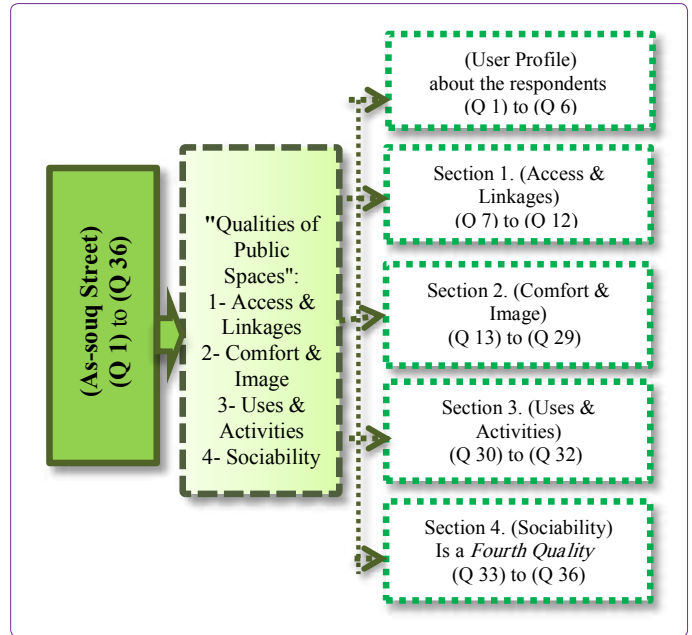 (As-souq Street)
(Q 1) to (Q 36)
"Qualities of
Public
Spaces":
1- Access &
Linkages
2- Comfort &
Image
3- Uses &
Activities
4- Sociability
(User Profile)
about the respondents
(Q 1) to (Q 6)
Section 1. (Access &
Linkages)
(Q 7) to (Q 12)
Section 2. (Comfort &
Image)
(Q 13) to (Q 29)
Section 3. (Uses &
Activities)
(Q 30) to (Q 32)
Section 4. (Sociability)
Is a Fourth Quality
(Q 33) to (Q 36)